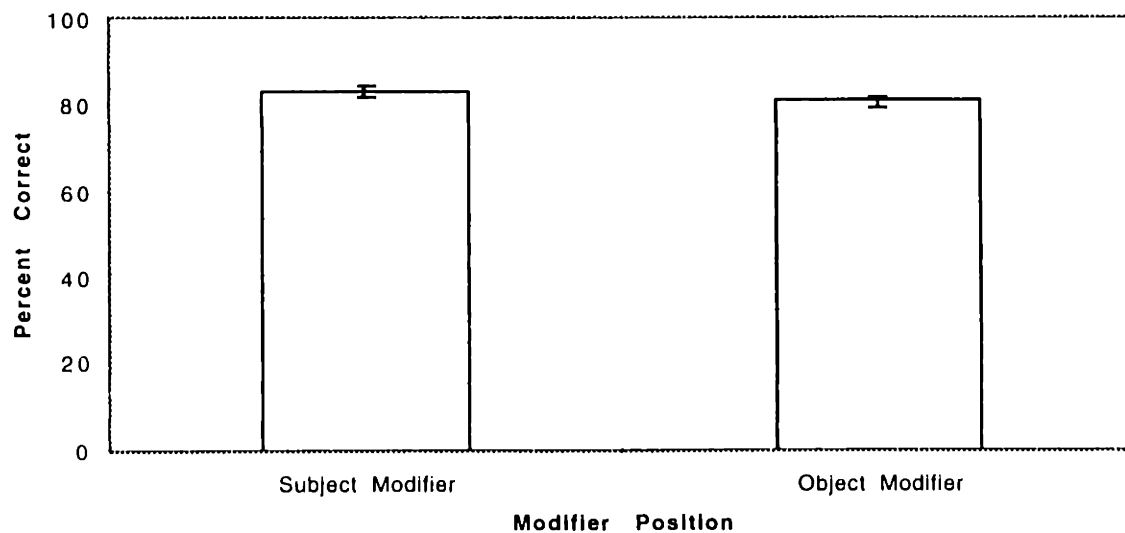 100
80
60
40
20
0
Percent Correct
Subject Modifier
Object Modifier
Modifier Position